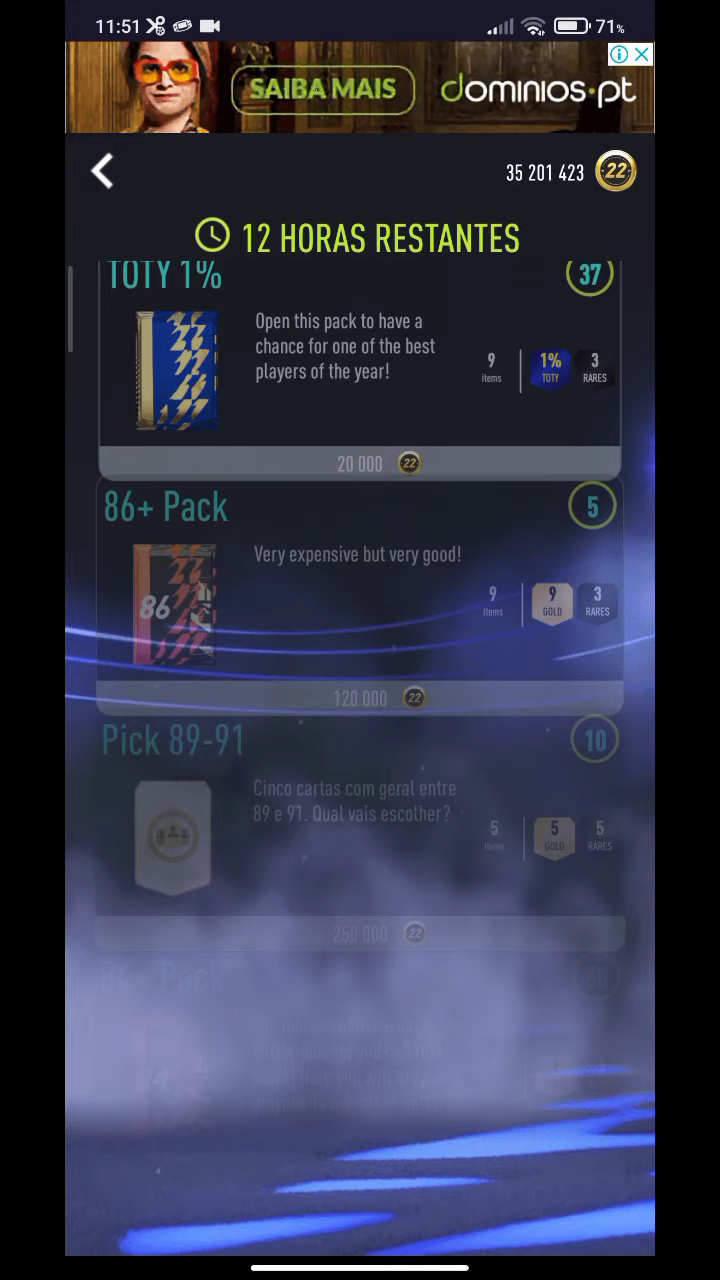 11:51
71%
SAIBA MAIS
dominios.pt
35 201 423
22
12 HORAS RESTANTES
TOTY 1%
37
Open this pack to have a
chance for one of the best
players of the year!
9
items
1%
TOTY
3
RARES
20 000
22
86+ Pack
5
Very expensive but very good!
86
9
items
9
GOLD
3
RARES
120 000
22
Pick 89-91
10
Cinco cartas com geral entre
89 e 91. Qual vais escolher?
5
items
5
GOLD
5
RARES
250 000
22
Pack